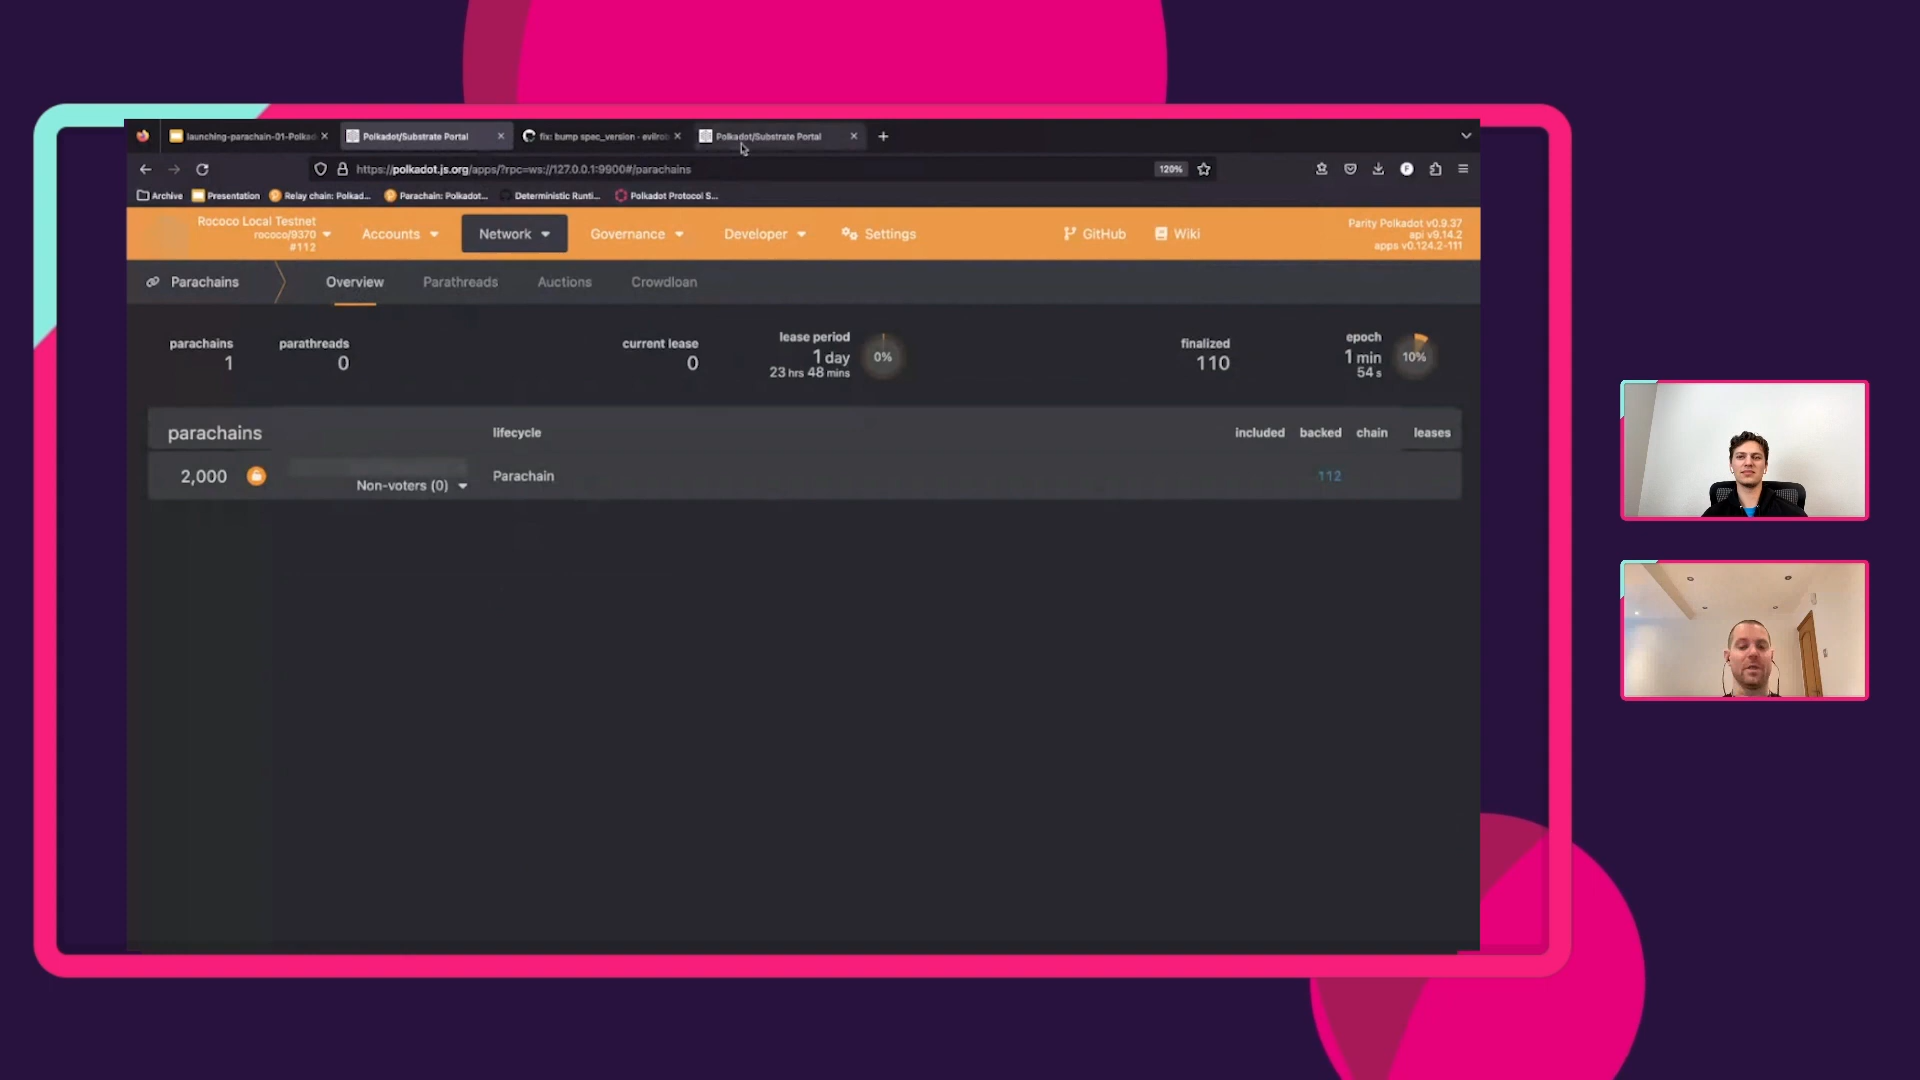 launching-parachain-01-Polkad
Polkadot/Substrate Portal
fix: bump spec_version - evilrob
Polkadot/Substrate Portal
https://polkadot.js.org/apps/?rpc=ws://127.0.0.1:9900#/parachains
120%
Archive
Presentation
Relay chain: Polkad...
Parachain: Polkadot...
Deterministic Runti...
Polkadot Protocol S...
Rococo Local Testnet
rococo/9370
#112
Accounts
Network
Governance
Developer
Settings
GitHub
Wiki
Parity Polkadot v0.9.37
api v9.14.2
apps v0.124.2-111
Parachains
Overview
Parathreads
Auctions
Crowdloan
parachains
1
parathreads
0
current lease
0
lease period
1 day
23 hrs 48 mins
0%
finalized
110
epoch
1 min
54 s
10%
parachains
lifecycle
included
backed
chain
leases
2,000
Non-voters (0)
Parachain
112